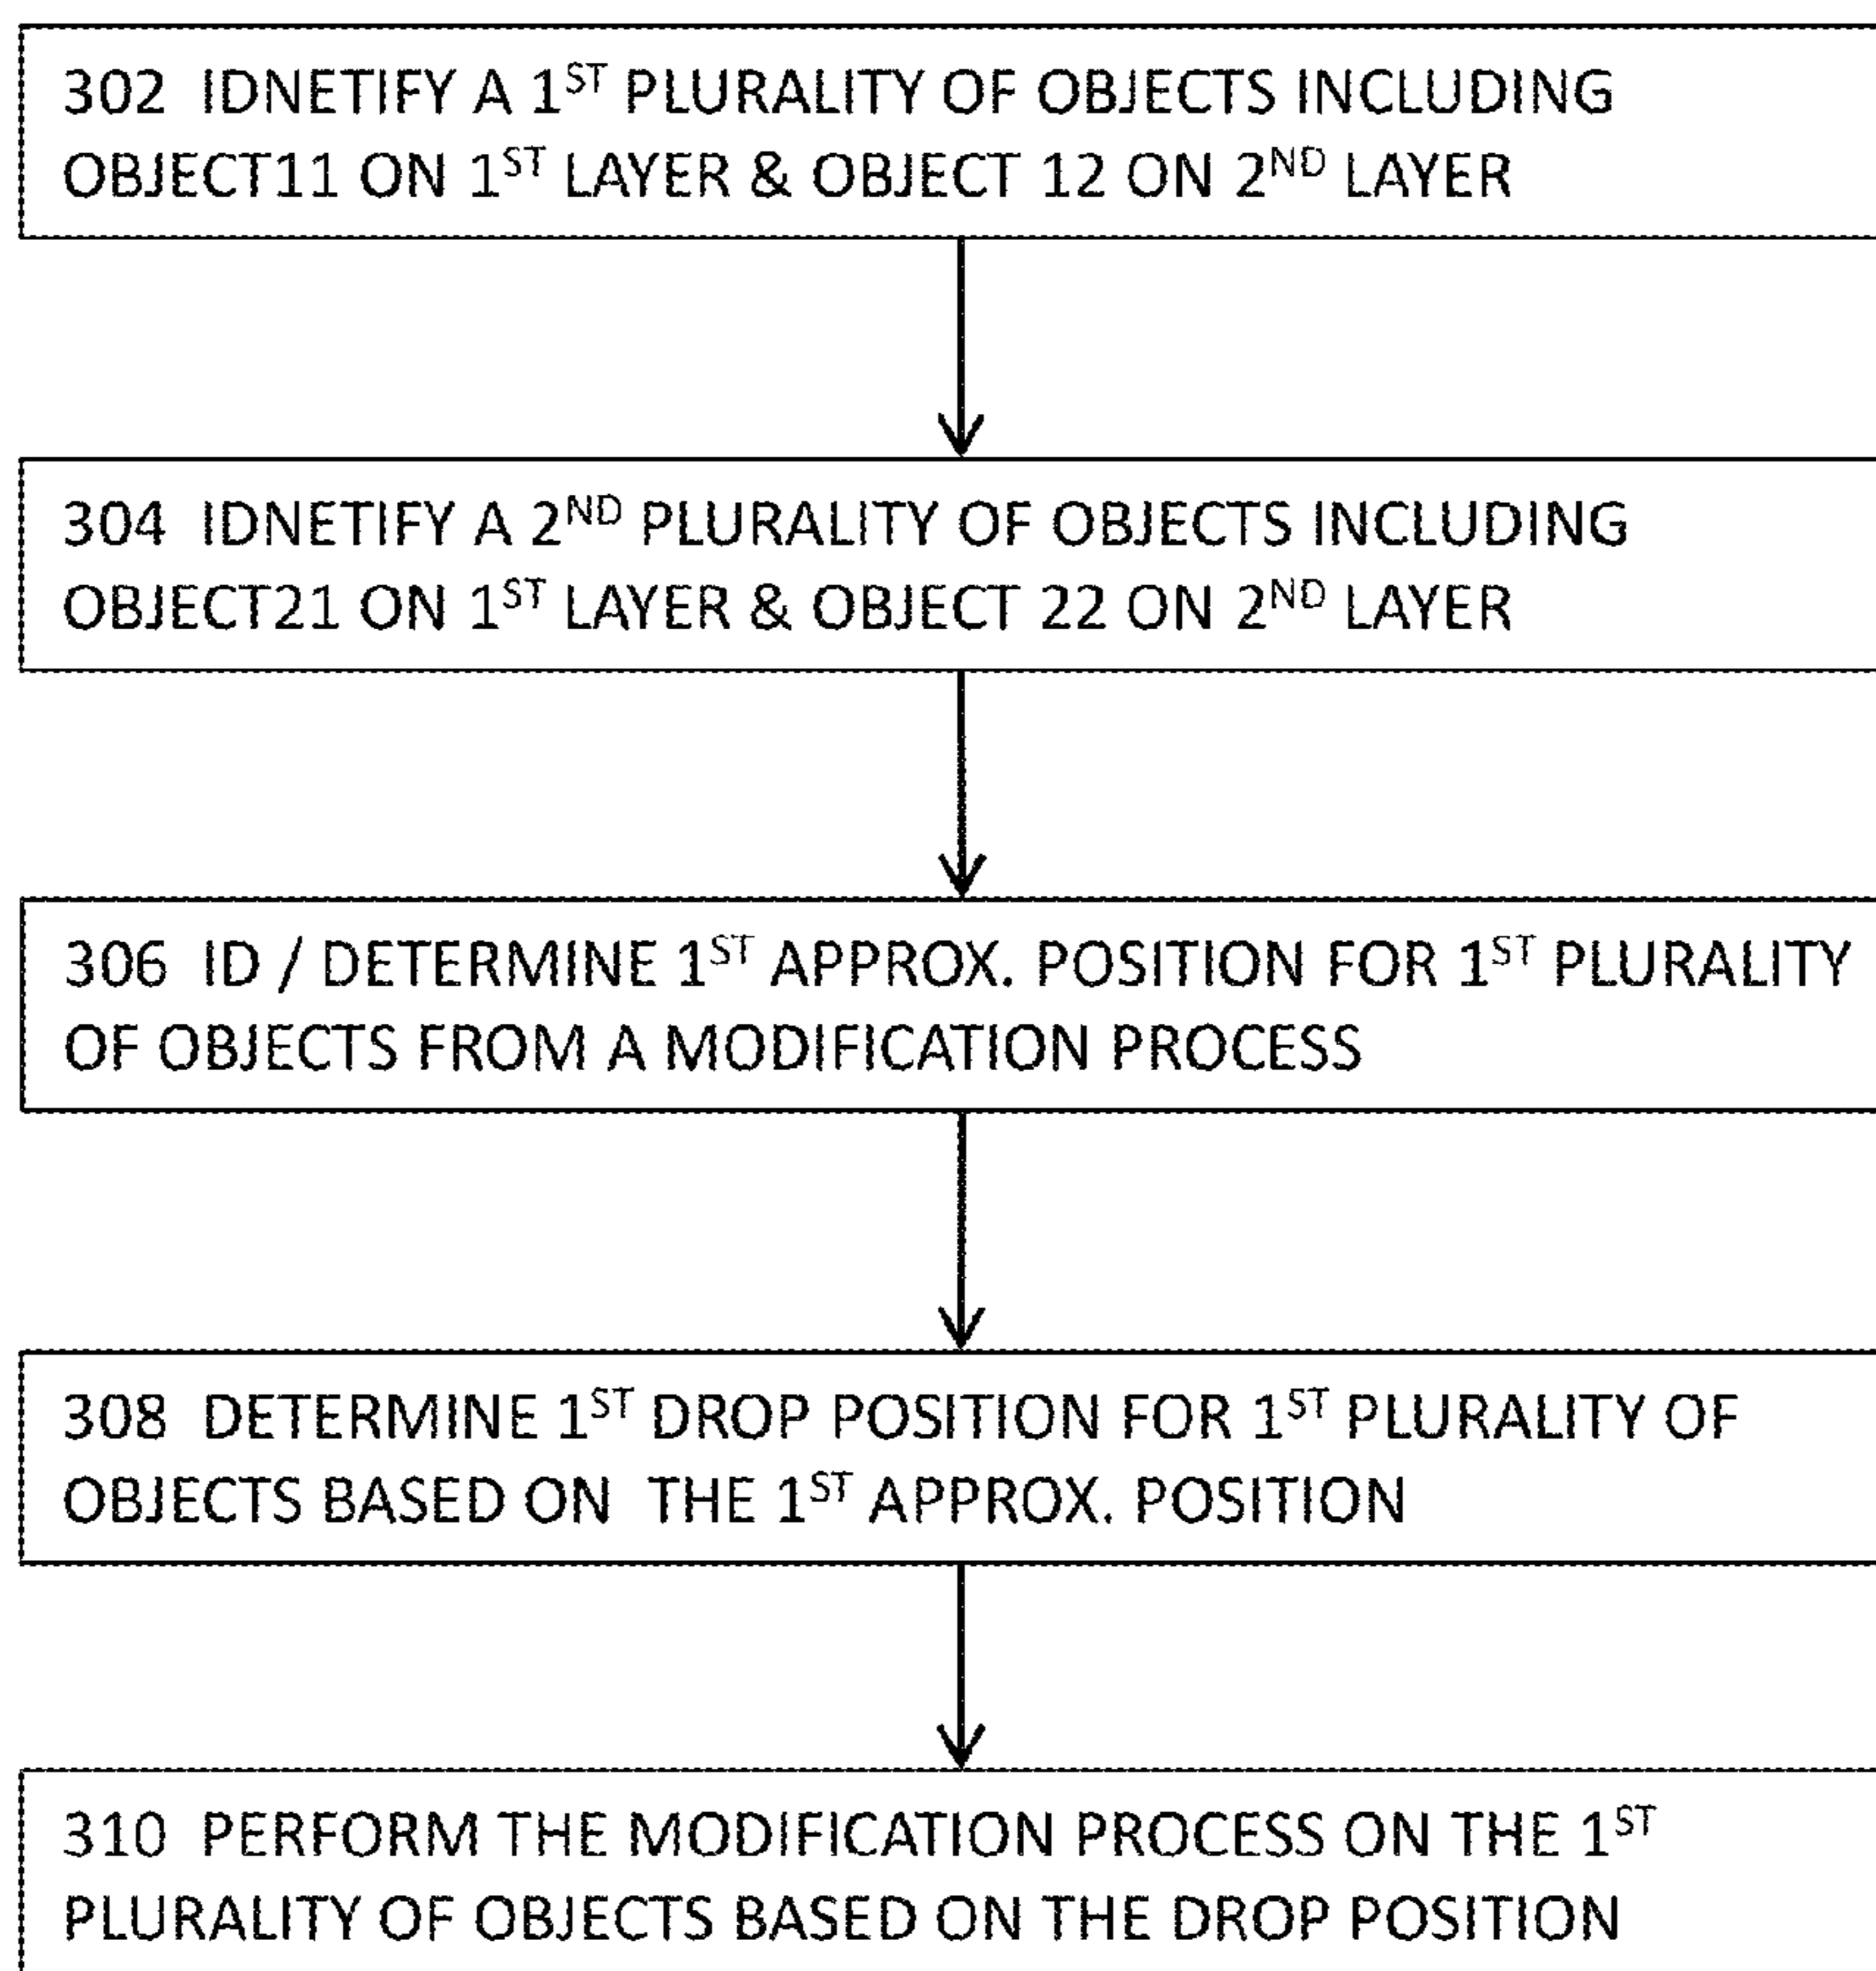 302 IDNETIFY A 1ST PLURALITY OF OBJECTS INCLUDING
OBJECT11 ON 1ST LAYER & OBJECT 12 ON 2ND LAYER
304 IDNETIFY A 2ND PLURALITY OF OBJECTS INCLUDING
OBJECT21 ON 1ST LAYER & OBJECT 22 ON 2ND LAYER
306 ID / DETERMINE 1ST APPROX. POSITION FOR 1ST PLURALITY
OF OBJECTS FROM A MODIFICATION PROCESS
308 DETERMINE 1ST DROP POSITION FOR 1ST PLURALITY OF
OBJECTS BASED ON THE 1ST APPROX. POSITION
310 PERFORM THE MODIFICATION PROCESS ON THE 1ST
PLURALITY OF OBJECTS BASED ON THE DROP POSITION